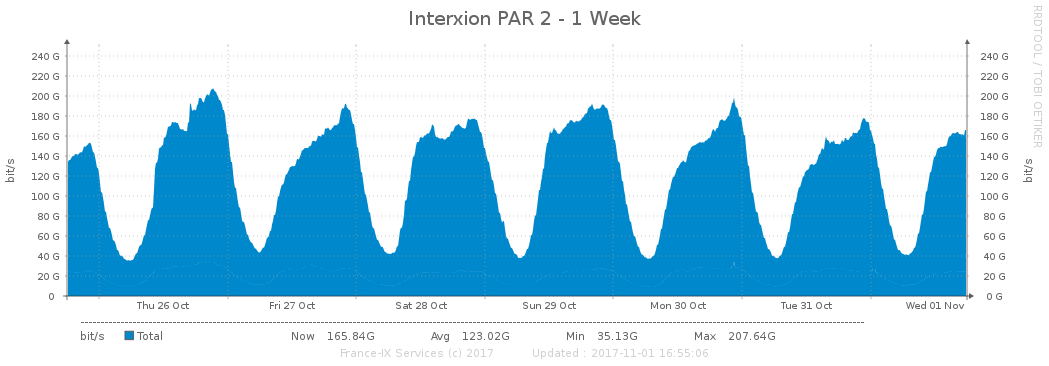 Interxion PAR 2 - 1 Week
RRDTOOL / TOBI OETIKER
240 G 240 G
220 G 220 G
200 G 200 G
180 G 180 G
160 G 160 G
140 G 140 G
120 G 120 G
100 G 100 G
80 G 80 G
60 G 60 G
40 G 40 G
20 G 20 G
0 0 G
bit/s bit/s
Thu 26 Oct Fri 27 Oct Sat 28 Oct Sun 29 Oct Mon 30 Oct Tue 31 Oct Wed 01 Nov
bit/s Total Now 165.84G Avg 123.02G Min 35.13G Max 207.64G
France-IX Services (c) 2017 Updated : 2017-11-01 16:55:06